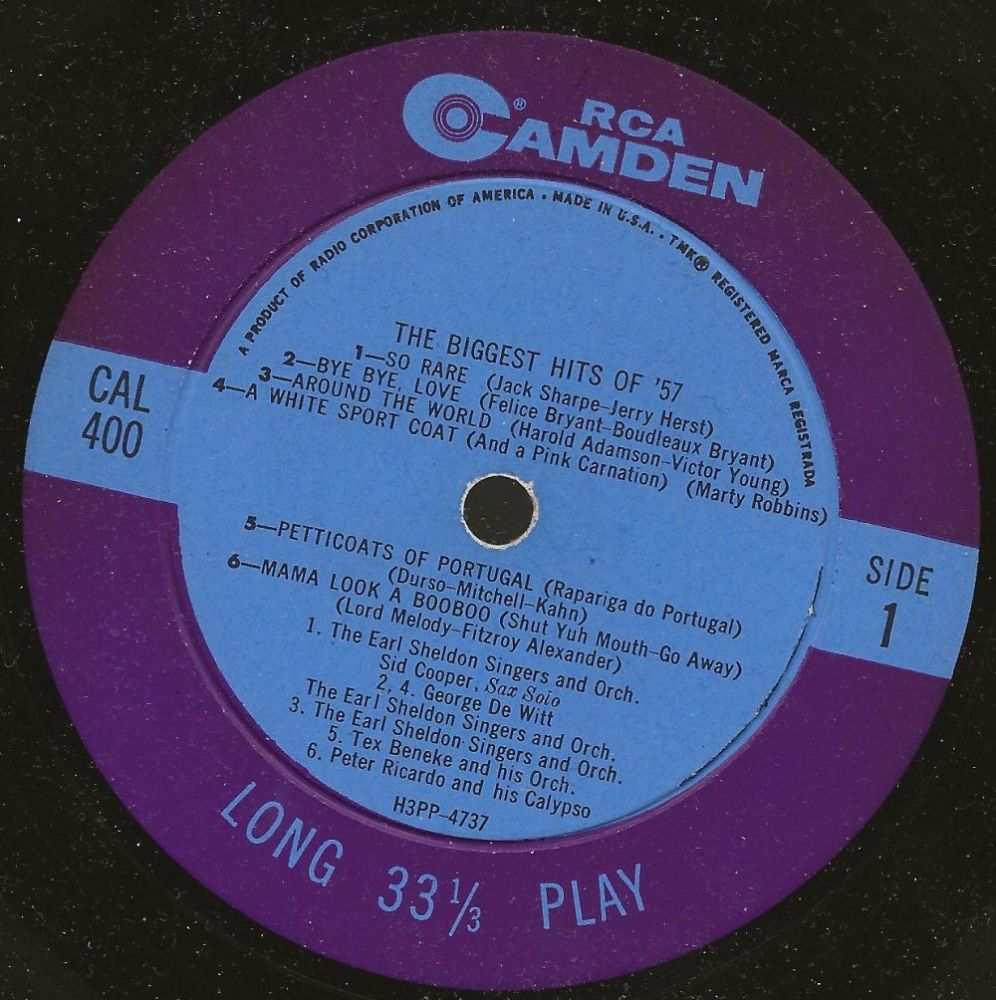 RCA
CAMDEN
®
A PRODUCT OF RADIO CORPORATION OF AMERICA • MADE IN U.S.A. • TMK® REGISTERED MARCA REGISTRADA
CAL
400
THE BIGGEST HITS OF '57
1—SO RARE (Jack Sharpe–Jerry Herst)
2—BYE BYE, LOVE (Felice Bryant–Boudleaux Bryant)
3—AROUND THE WORLD (Harold Adamson–Victor Young)
4—A WHITE SPORT COAT (And a Pink Carnation) (Marty Robbins)
SIDE
1
5—PETTICOATS OF PORTUGAL (Rapariga do Portugal)
(Durso–Mitchell–Kahn)
6—MAMA LOOK A BOOBOO (Shut Yuh Mouth–Go Away)
(Lord Melody–Fitzroy Alexander)
1. The Earl Sheldon Singers and Orch.
Sid Cooper, Sax Solo
2, 4. George De Witt
The Earl Sheldon Singers and Orch.
3. The Earl Sheldon Singers and Orch.
5. Tex Beneke and his Orch.
6. Peter Ricardo and his Calypso
H3PP–4737
LONG 33 1/3 PLAY